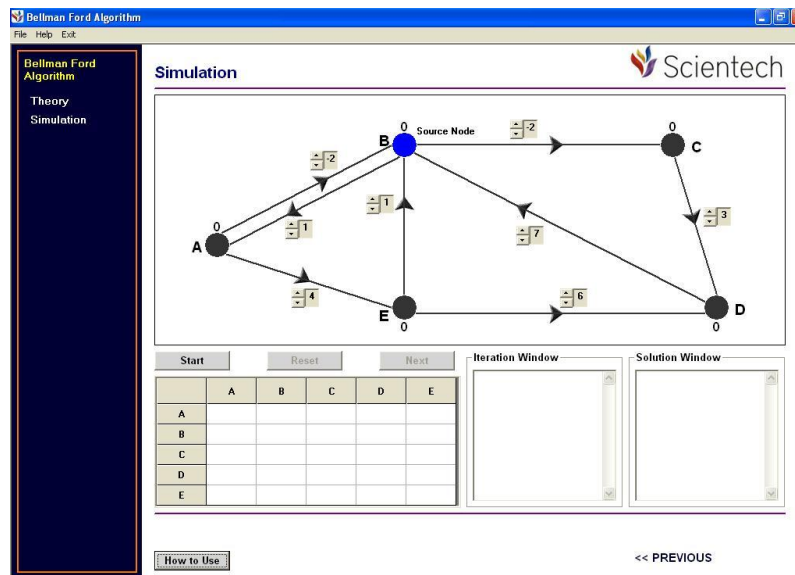 Bellman Ford Algorithm
File Help Exit
Bellman Ford
Algorithm
Theory
Simulation
Simulation
Scientech
0
B
Source Node
-2
0
C
-2
1
1
3
0
A
7
4
6
E
0
D
0
Start
Reset
Next
Iteration Window
Solution Window
A B C D E
A
B
C
D
E
How to Use
<< PREVIOUS